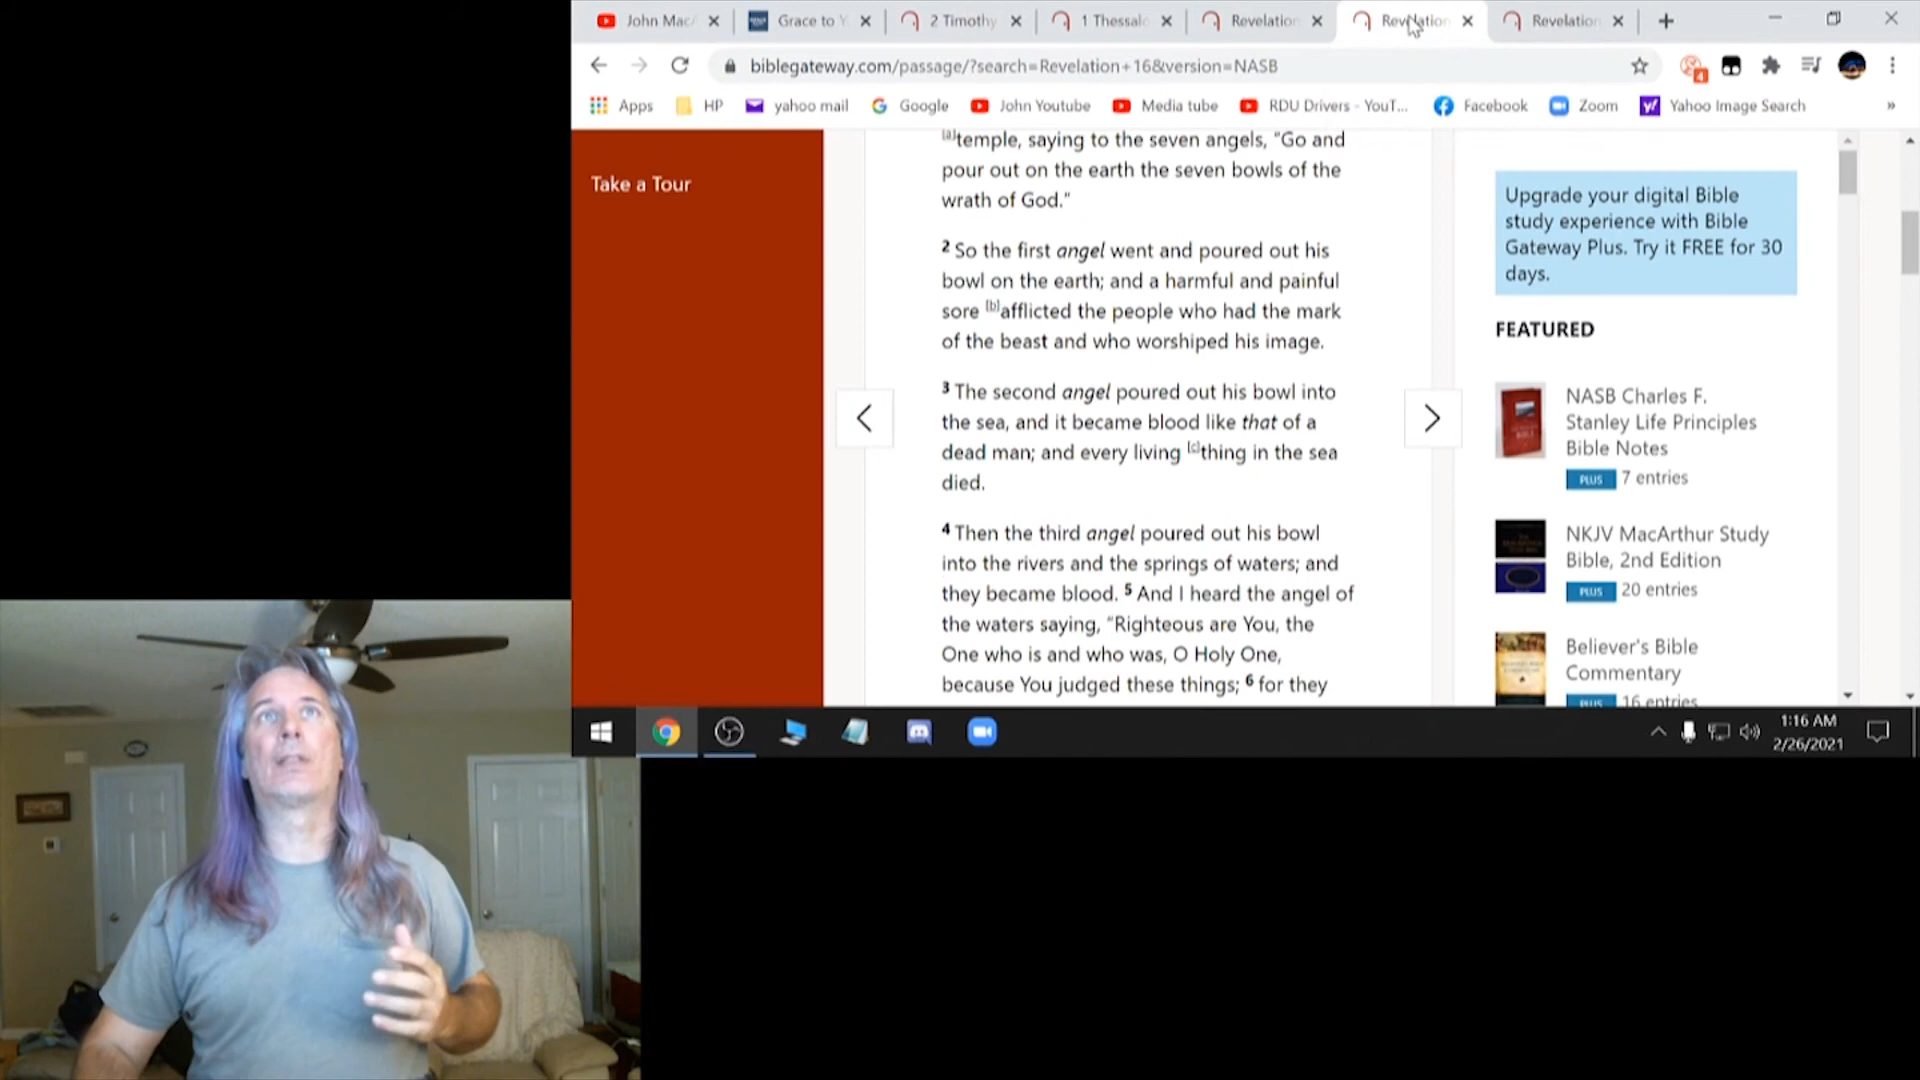 John Mac
Grace to Y
2 Timothy
1 Thessal
Revelation
Revelation
Revelation
biblegateway.com/passage/?search=Revelation+16&version=NASB
4
Apps
HP
yahoo mail
Google
John Youtube
Media tube
RDU Drivers - YouT...
Facebook
Zoom
Yahoo Image Search
»
Take a Tour
[a]temple, saying to the seven angels, “Go and
pour out on the earth the seven bowls of the
wrath of God.”
2 So the first angel went and poured out his
bowl on the earth; and a harmful and painful
sore [b]afflicted the people who had the mark
of the beast and who worshiped his image.
3 The second angel poured out his bowl into
the sea, and it became blood like that of a
dead man; and every living [c]thing in the sea
died.
4 Then the third angel poured out his bowl
into the rivers and the springs of waters; and
they became blood. 5 And I heard the angel of
the waters saying, “Righteous are You, the
One who is and who was, O Holy One,
because You judged these things; 6 for they
Upgrade your digital Bible
study experience with Bible
Gateway Plus. Try it FREE for 30
days.
FEATURED
NASB Charles F.
Stanley Life Principles
Bible Notes
PLUS 7 entries
NKJV MacArthur Study
Bible, 2nd Edition
PLUS 20 entries
Believer's Bible
Commentary
PLUS 16 entries
1:16 AM
2/26/2021